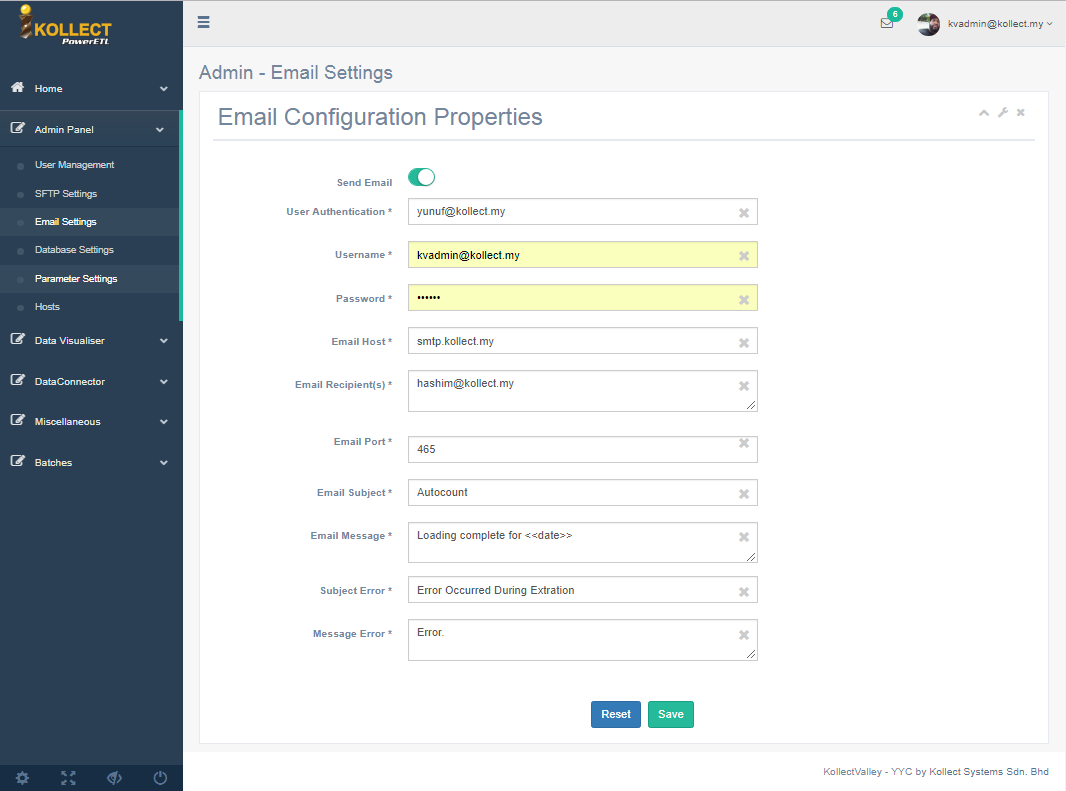 KOLLECT
PowerETL
6
kvadmin@kollect.my
Home
Admin Panel
User Management
SFTP Settings
Email Settings
Database Settings
Parameter Settings
Hosts
Data Visualiser
DataConnector
Miscellaneous
Batches
Admin - Email Settings
Email Configuration Properties
Send Email
User Authentication * yunuf@kollect.my
Username * kvadmin@kollect.my
Password * ••••••
Email Host * smtp.kollect.my
Email Recipient(s) * hashim@kollect.my
Email Port * 465
Email Subject * Autocount
Email Message * Loading complete for <<date>>
Subject Error * Error Occurred During Extration
Message Error * Error.
Reset Save
KollectValley - YYC by Kollect Systems Sdn. Bhd